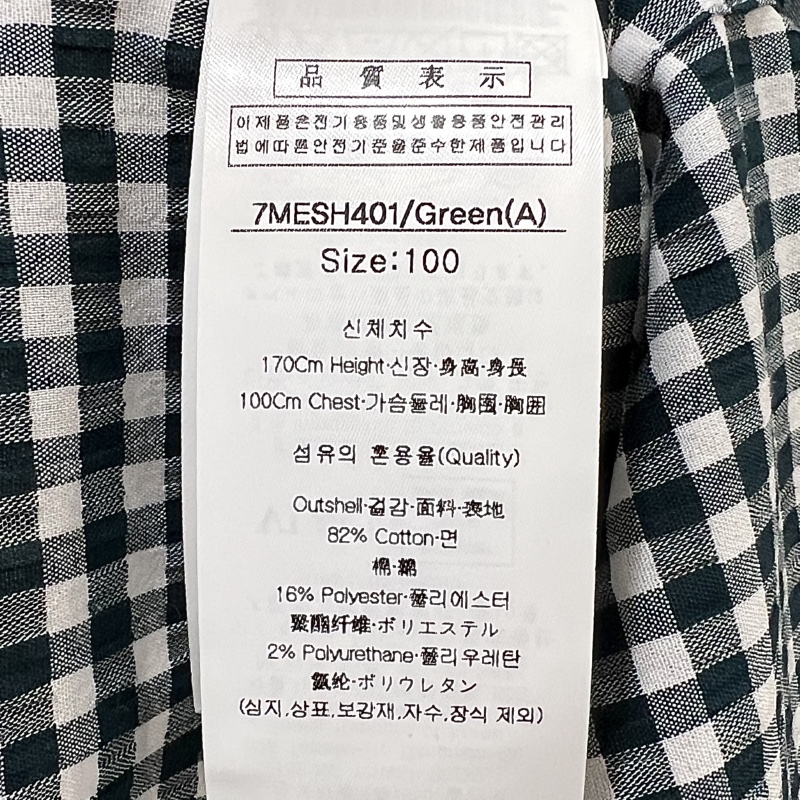 品質表示
이 제품은 전기용품 및 생활용품 안전관리
법에 따른 안전기준을 준수한 제품입니다
7MESH401/Green(A)
Size:100
신체치수
170Cm Height·신장·身高·身長
100Cm Chest·가슴둘레·胸围·胸囲
섬유의 혼용율(Quality)
Outshell·겉감·面料·表地
82% Cotton·면
棉·綿
16% Polyester·폴리에스터
聚酯纤维·ポリエステル
2% Polyurethane·폴리우레탄
氨纶·ポリウレタン
(심지,상표,보강재,자수,장식 제외)